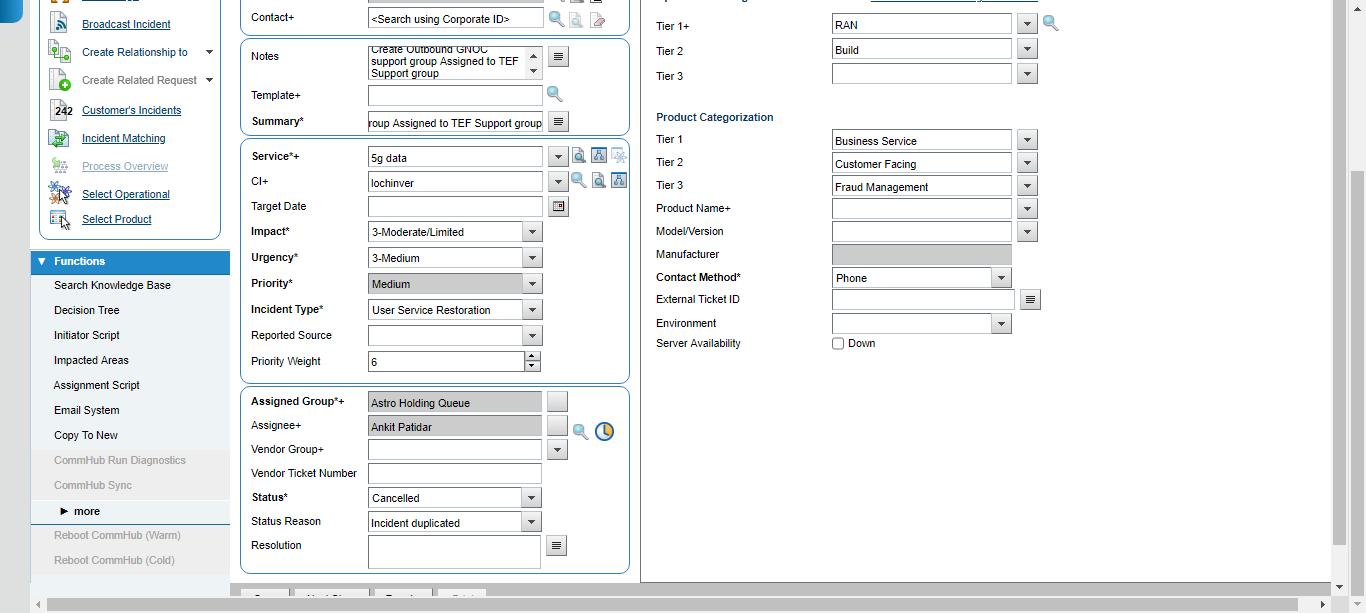 Broadcast Incident
Create Relationship to
Create Related Request
242 Customer's Incidents
Incident Matching
Process Overview
Select Operational
Select Product
Functions
Search Knowledge Base
Decision Tree
Initiator Script
Impacted Areas
Assignment Script
Email System
Copy To New
CommHub Run Diagnostics
CommHub Sync
more
Reboot CommHub (Warm)
Reboot CommHub (Cold)
Contact+ <Search using Corporate ID>
Notes Create Outbound GNOC
support group Assigned to TEF
Support group
Template+
Summary* roup Assigned to TEF Support group
Service*+ 5g data
CI+ lochinver
Target Date
Impact* 3-Moderate/Limited
Urgency* 3-Medium
Priority* Medium
Incident Type* User Service Restoration
Reported Source
Priority Weight 6
Assigned Group*+ Astro Holding Queue
Assignee+ Ankit Patidar
Vendor Group+
Vendor Ticket Number
Status* Cancelled
Status Reason Incident duplicated
Resolution
Tier 1+ RAN
Tier 2 Build
Tier 3
Product Categorization
Tier 1 Business Service
Tier 2 Customer Facing
Tier 3 Fraud Management
Product Name+
Model/Version
Manufacturer
Contact Method* Phone
External Ticket ID
Environment
Server Availability Down